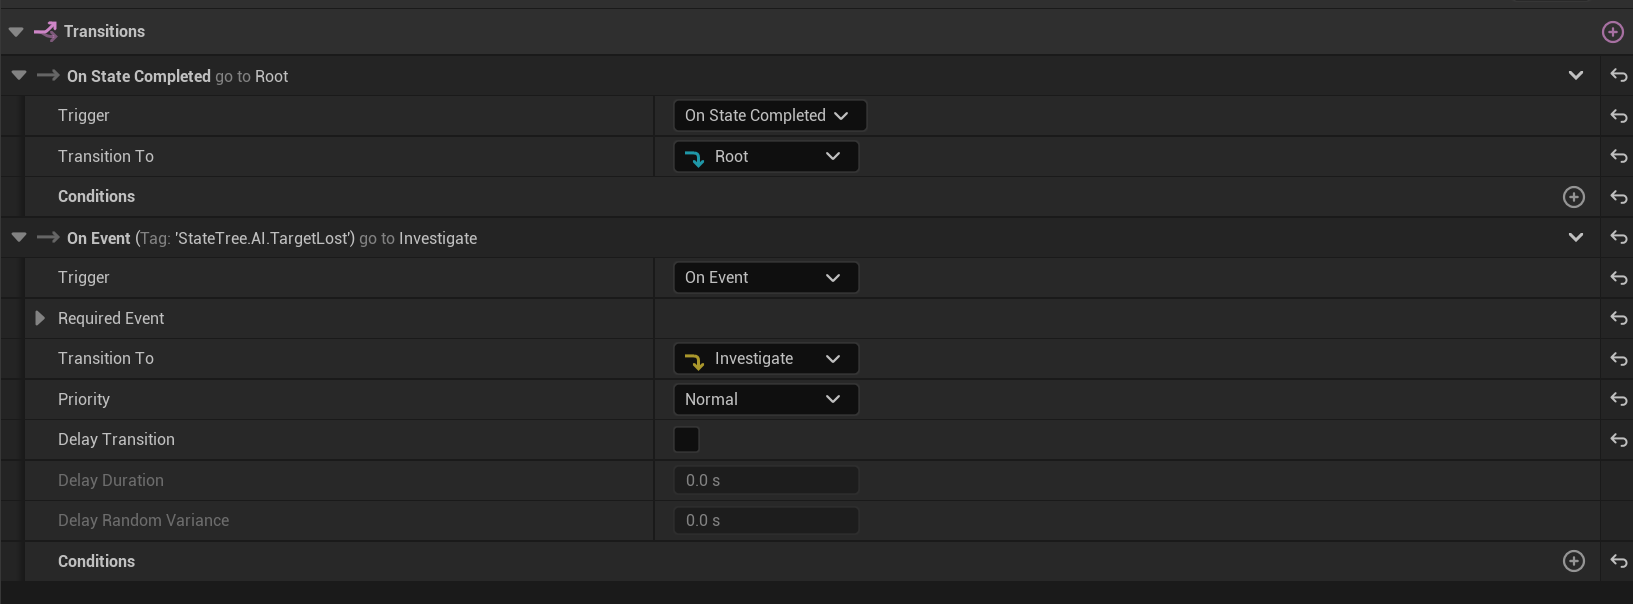 Transitions
On State Completed go to Root
Trigger On State Completed
Transition To Root
Conditions
On Event (Tag: 'StateTree.AI.TargetLost') go to Investigate
Trigger On Event
Required Event
Transition To Investigate
Priority Normal
Delay Transition
Delay Duration 0.0 s
Delay Random Variance 0.0 s
Conditions